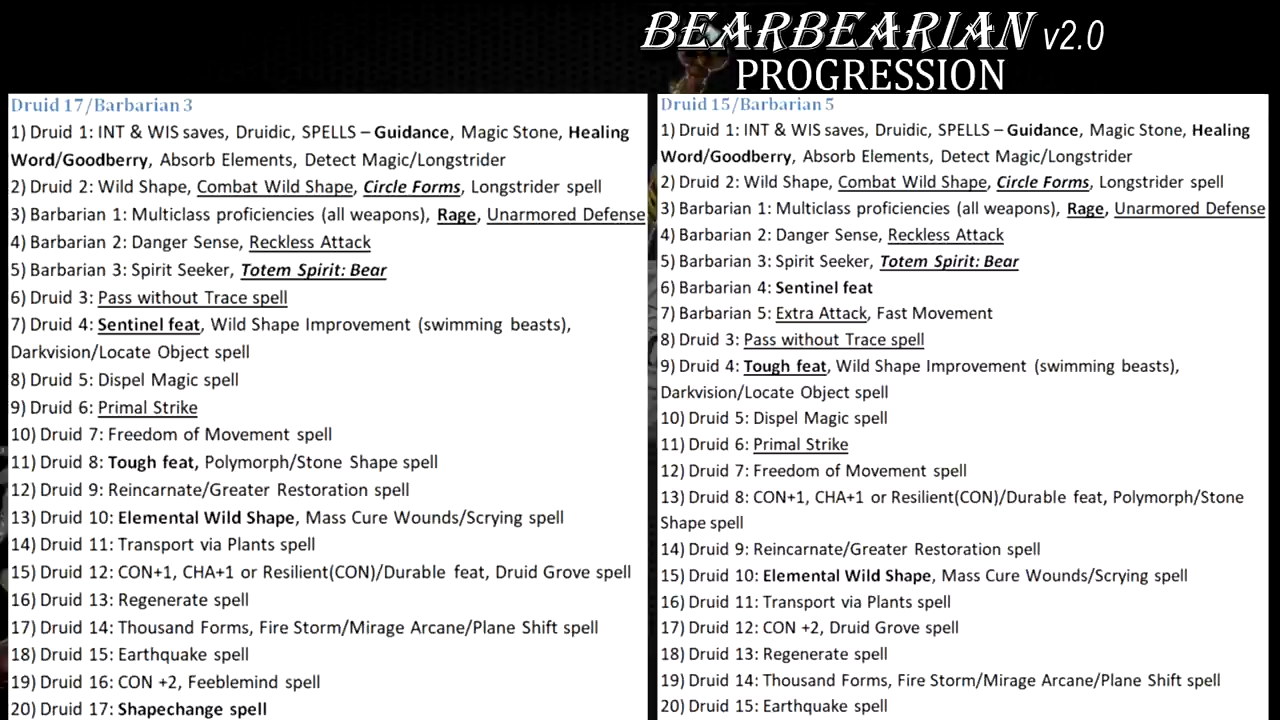 BEARBEARIAN v2.0
PROGRESSION
Druid 17/Barbarian 3
1) Druid 1: INT & WIS saves, Druidic, SPELLS – Guidance, Magic Stone, Healing
Word/Goodberry, Absorb Elements, Detect Magic/Longstrider
2) Druid 2: Wild Shape, Combat Wild Shape, Circle Forms, Longstrider spell
3) Barbarian 1: Multiclass proficiencies (all weapons), Rage, Unarmored Defense
4) Barbarian 2: Danger Sense, Reckless Attack
5) Barbarian 3: Spirit Seeker, Totem Spirit: Bear
6) Druid 3: Pass without Trace spell
7) Druid 4: Sentinel feat, Wild Shape Improvement (swimming beasts),
Darkvision/Locate Object spell
8) Druid 5: Dispel Magic spell
9) Druid 6: Primal Strike
10) Druid 7: Freedom of Movement spell
11) Druid 8: Tough feat, Polymorph/Stone Shape spell
12) Druid 9: Reincarnate/Greater Restoration spell
13) Druid 10: Elemental Wild Shape, Mass Cure Wounds/Scrying spell
14) Druid 11: Transport via Plants spell
15) Druid 12: CON+1, CHA+1 or Resilient(CON)/Durable feat, Druid Grove spell
16) Druid 13: Regenerate spell
17) Druid 14: Thousand Forms, Fire Storm/Mirage Arcane/Plane Shift spell
18) Druid 15: Earthquake spell
19) Druid 16: CON +2, Feeblemind spell
20) Druid 17: Shapechange spell
Druid 15/Barbarian 5
1) Druid 1: INT & WIS saves, Druidic, SPELLS – Guidance, Magic Stone, Healing
Word/Goodberry, Absorb Elements, Detect Magic/Longstrider
2) Druid 2: Wild Shape, Combat Wild Shape, Circle Forms, Longstrider spell
3) Barbarian 1: Multiclass proficiencies (all weapons), Rage, Unarmored Defense
4) Barbarian 2: Danger Sense, Reckless Attack
5) Barbarian 3: Spirit Seeker, Totem Spirit: Bear
6) Barbarian 4: Sentinel feat
7) Barbarian 5: Extra Attack, Fast Movement
8) Druid 3: Pass without Trace spell
9) Druid 4: Tough feat, Wild Shape Improvement (swimming beasts),
Darkvision/Locate Object spell
10) Druid 5: Dispel Magic spell
11) Druid 6: Primal Strike
12) Druid 7: Freedom of Movement spell
13) Druid 8: CON+1, CHA+1 or Resilient(CON)/Durable feat, Polymorph/Stone
Shape spell
14) Druid 9: Reincarnate/Greater Restoration spell
15) Druid 10: Elemental Wild Shape, Mass Cure Wounds/Scrying spell
16) Druid 11: Transport via Plants spell
17) Druid 12: CON +2, Druid Grove spell
18) Druid 13: Regenerate spell
19) Druid 14: Thousand Forms, Fire Storm/Mirage Arcane/Plane Shift spell
20) Druid 15: Earthquake spell